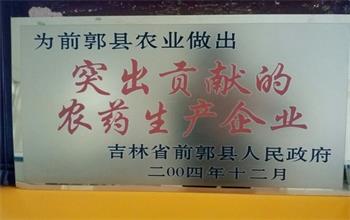 为前郭县农业做出
突出贡献的
农药生产企业
吉林省前郭县人民政府
二00四年十二月